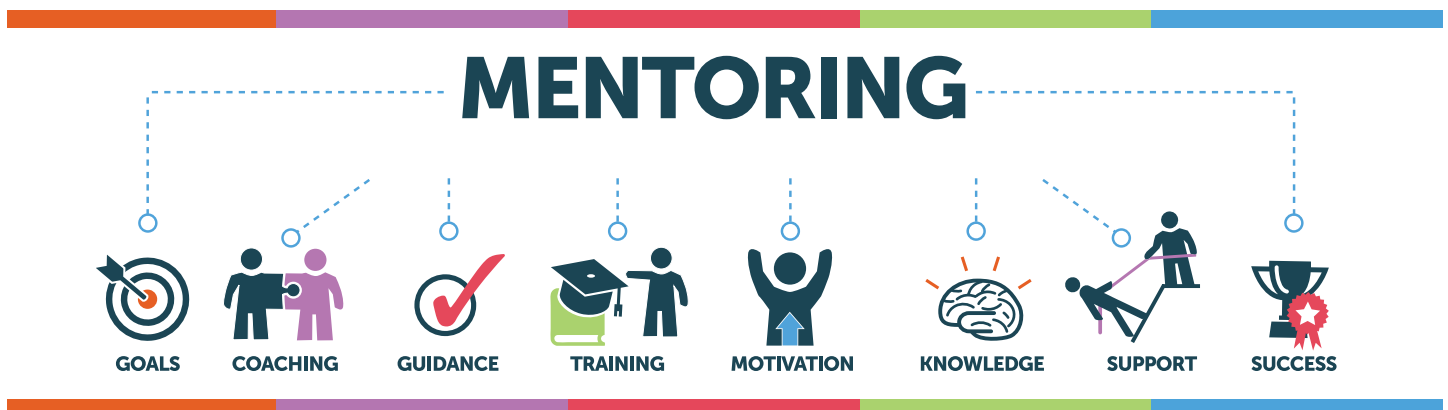 MENTORING
GOALS COACHING GUIDANCE TRAINING MOTIVATION KNOWLEDGE SUPPORT SUCCESS